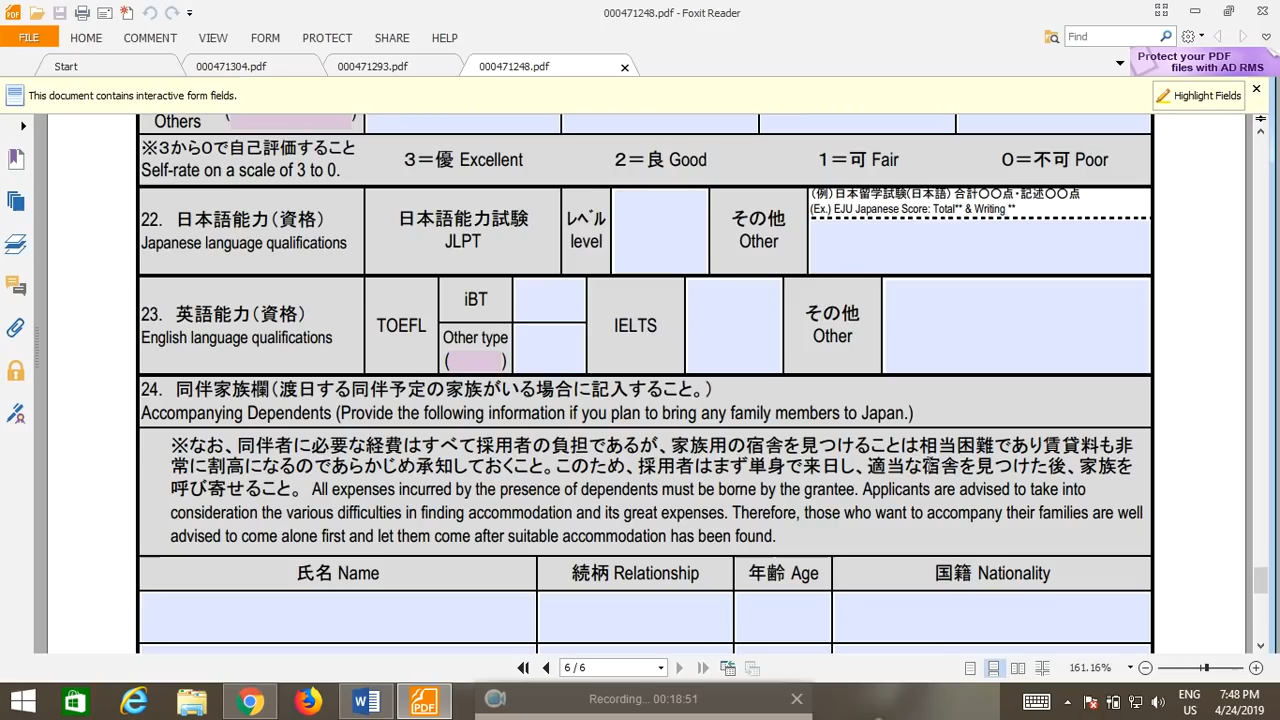 000471248.pdf - Foxit Reader
FILE HOME COMMENT VIEW FORM PROTECT SHARE HELP
Find
Start 000471304.pdf 000471293.pdf 000471248.pdf
Protect your PDF
files with AD RMS
This document contains interactive form fields.
Highlight Fields
Others ( )
※3から0で自己評価すること
Self-rate on a scale of 3 to 0.
3=優 Excellent 2=良 Good 1=可 Fair 0=不可 Poor
22. 日本語能力(資格)
Japanese language qualifications
日本語能力試験
JLPT
レベル
level
その他
Other
(例)日本留学試験(日本語) 合計〇〇点・記述〇〇点
(Ex.) EJU Japanese Score: Total** & Writing **
23. 英語能力(資格)
English language qualifications
TOEFL
iBT
Other type
( )
IELTS
その他
Other
24. 同伴家族欄(渡日する同伴予定の家族がいる場合に記入すること。)
Accompanying Dependents (Provide the following information if you plan to bring any family members to Japan.)
※なお、同伴者に必要な経費はすべて採用者の負担であるが、家族用の宿舎を見つけることは相当困難であり賃貸料も非
常に割高になるのであらかじめ承知しておくこと。このため、採用者はまず単身で来日し、適当な宿舎を見つけた後、家族を
呼び寄せること。 All expenses incurred by the presence of dependents must be borne by the grantee. Applicants are advised to take into
consideration the various difficulties in finding accommodation and its great expenses. Therefore, those who want to accompany their families are well
advised to come alone first and let them come after suitable accommodation has been found.
氏名 Name 続柄 Relationship 年齢 Age 国籍 Nationality
6 / 6
161.16%
Recording... 00:18:51
ENG
US
7:48 PM
4/24/2019